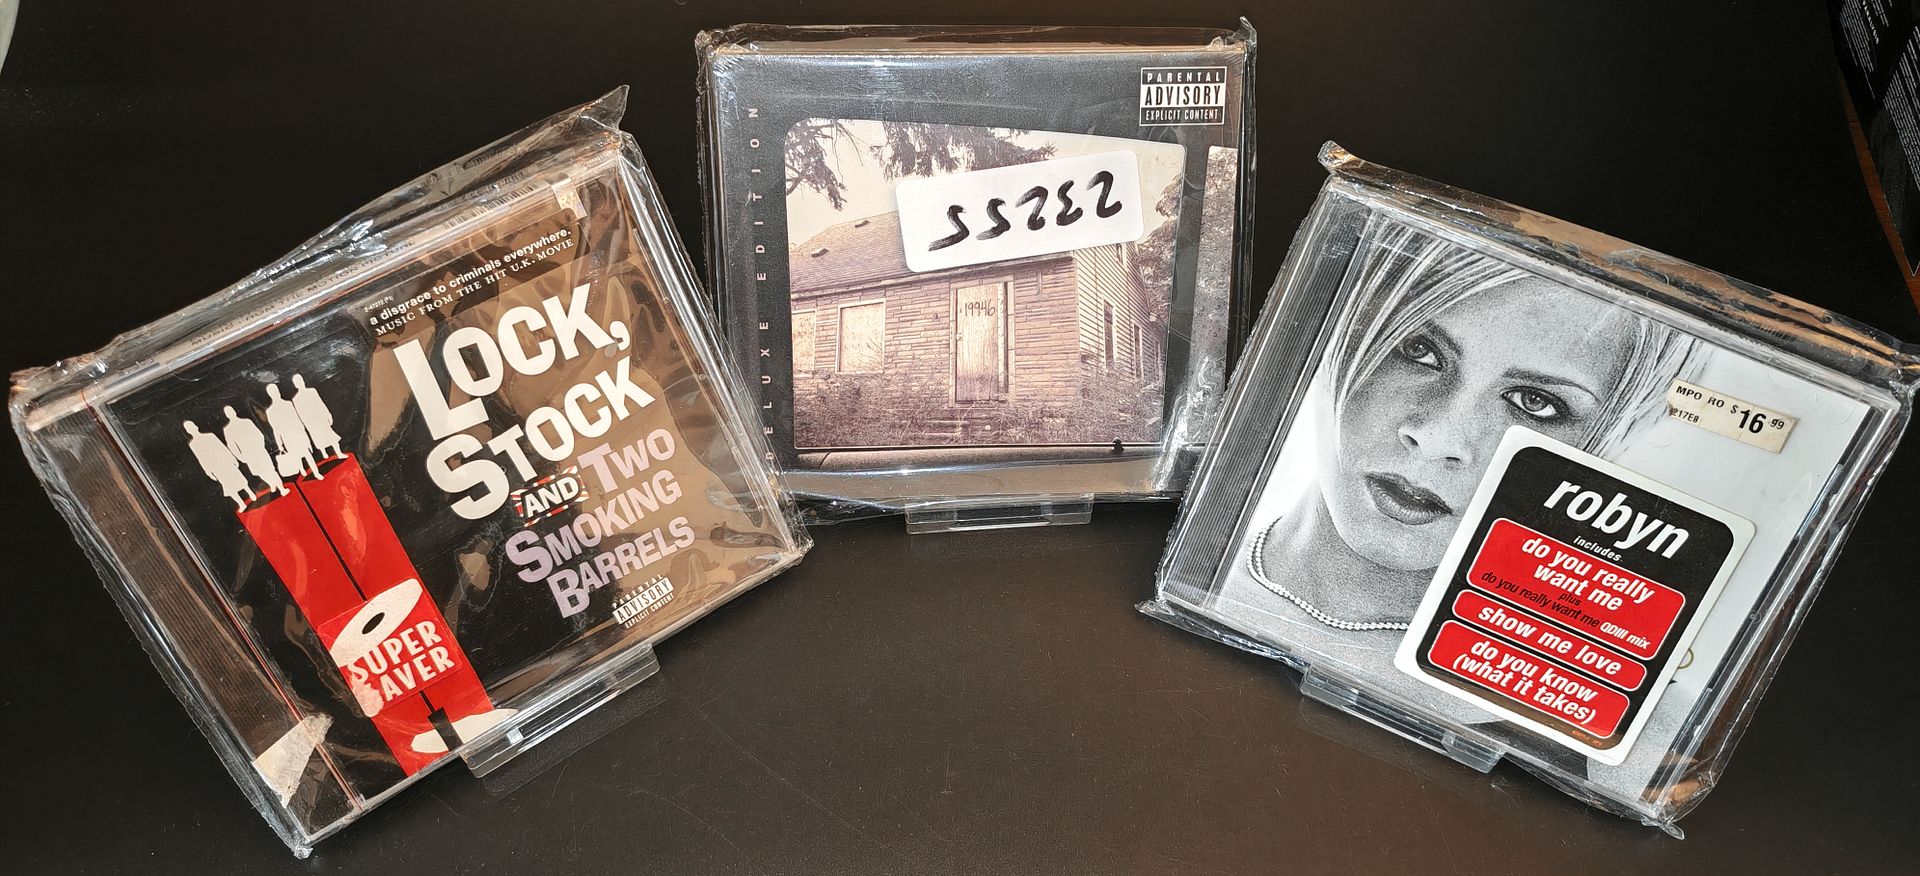 a disgrace to criminals everywhere.
MUSIC FROM THE HIT U.K. MOVIE
LOCK,
STOCK
AND TWO
SMOKING
BARRELS
PARENTAL
ADVISORY
EXPLICIT CONTENT
SUPER
SAVER
DELUXE EDITION
PARENTAL
ADVISORY
EXPLICIT CONTENT
23255
19946
MPO RO $16.99
217E8
robyn
includes
do you really
want me
plus
do you really want me QDIII mix
show me love
do you know
(what it takes)